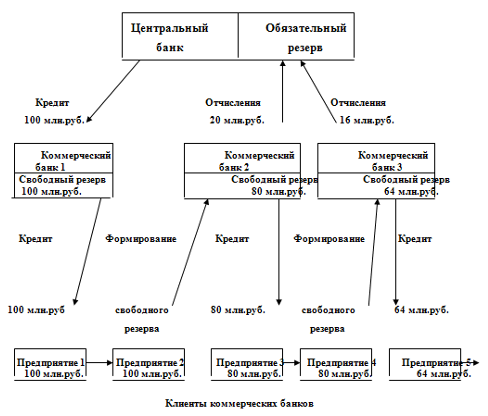 Центральный банк
Обязательный резерв
Кредит
100 млн.руб.
Отчисления
20 млн.руб.
Отчисления
16 млн.руб.
Коммерческий
банк 1
Свободный резерв
100 млн.руб.
Коммерческий
банк 2
Свободный резерв
80 млн.руб.
Коммерческий
банк 3
Свободный резерв
64 млн.руб.
Кредит
Формирование
Кредит
Формирование
Кредит
100 млн.руб
свободного
резерва
80 млн.руб.
свободного
резерва
64 млн.руб.
Предприятие 1
100 млн.руб.
Предприятие 2
100 млн.руб.
Предприятие 3
80 млн.руб.
Предприятие 4
80 млн.руб.
Предприятие 5
64 млн.руб.
Клиенты коммерческих банков